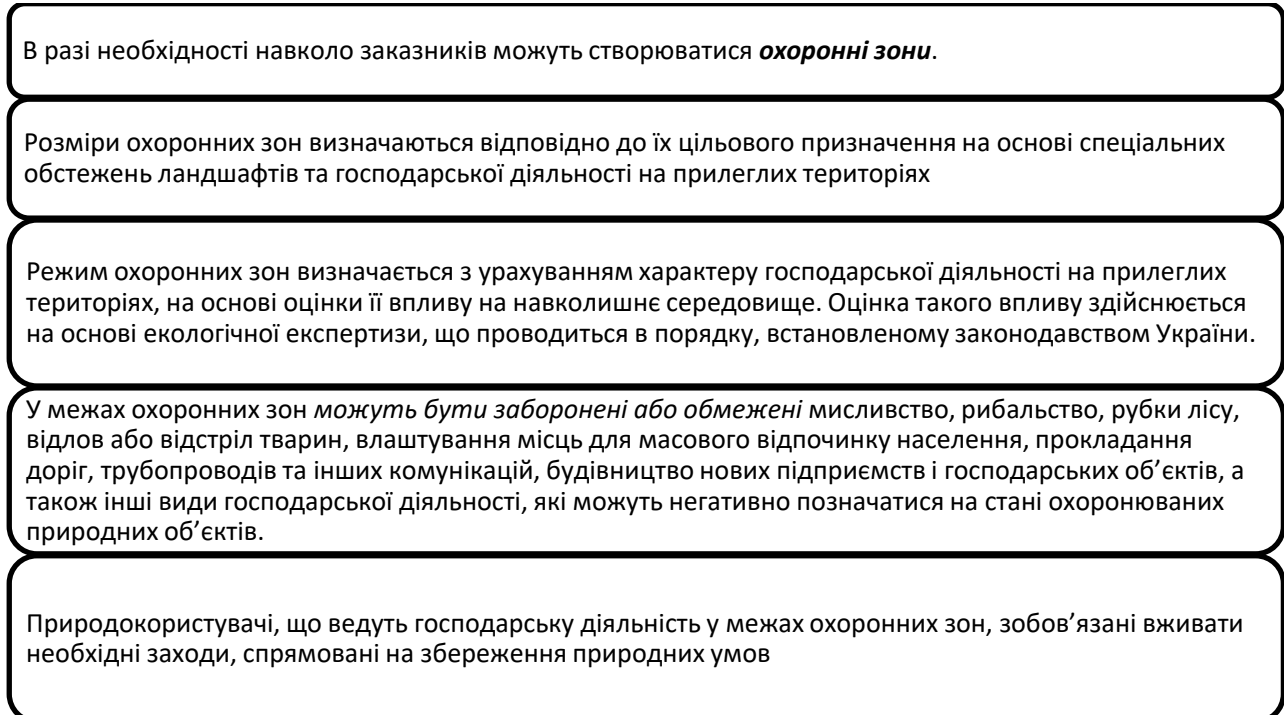 В разі необхідності навколо заказників можуть створюватися охоронні зони.
Розміри охоронних зон визначаються відповідно до їх цільового призначення на основі спеціальних
обстежень ландшафтів та господарської діяльності на прилеглих територіях
Режим охоронних зон визначається з урахуванням характеру господарської діяльності на прилеглих
територіях, на основі оцінки її впливу на навколишнє середовище. Оцінка такого впливу здійснюється
на основі екологічної експертизи, що проводиться в порядку, встановленому законодавством України.
У межах охоронних зон можуть бути заборонені або обмежені мисливство, рибальство, рубки лісу,
відлов або відстріл тварин, влаштування місць для масового відпочинку населення, прокладання
доріг, трубопроводів та інших комунікацій, будівництво нових підприємств і господарських об’єктів, а
також інші види господарської діяльності, які можуть негативно позначатися на стані охоронюваних
природних об’єктів.
Природокористувачі, що ведуть господарську діяльність у межах охоронних зон, зобов’язані вживати
необхідні заходи, спрямовані на збереження природних умов